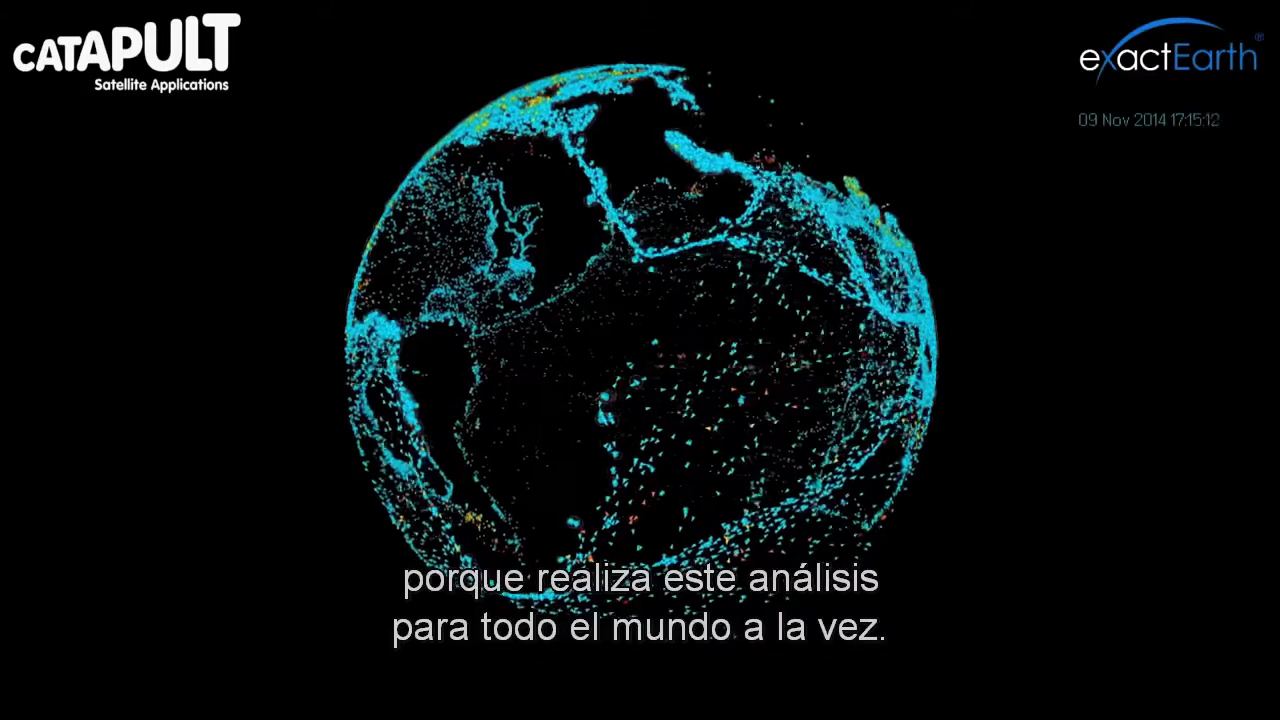 CATAPULT
Satellite Applications
exactEarth®
09 Nov 2014 17:15:12
porque realiza este análisis
para todo el mundo a la vez.